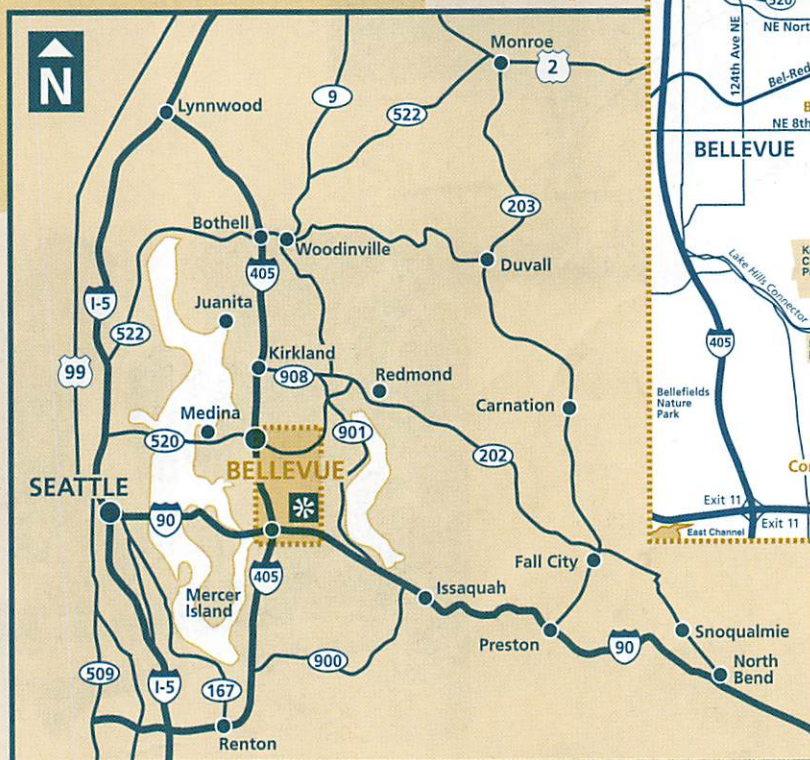 N
Monroe
2
9
522
Lynnwood
203
Bothell
Woodinville
Duvall
405
I-5
Juanita
522
99
Kirkland
908
Redmond
Medina
Carnation
901
520
202
BELLEVUE
SEATTLE
90
Fall City
405
Issaquah
Mercer
Island
Preston
Snoqualmie
90
North
Bend
900
509
I-5
167
Renton
520
NE Nort
124th Ave NE
Bel-Red
B
NE 8th
BELLEVUE
K
C
P
Lake Hills Connector
405
Bellefields
Nature
Park
Co
Exit 11
Exit 11
East Channel